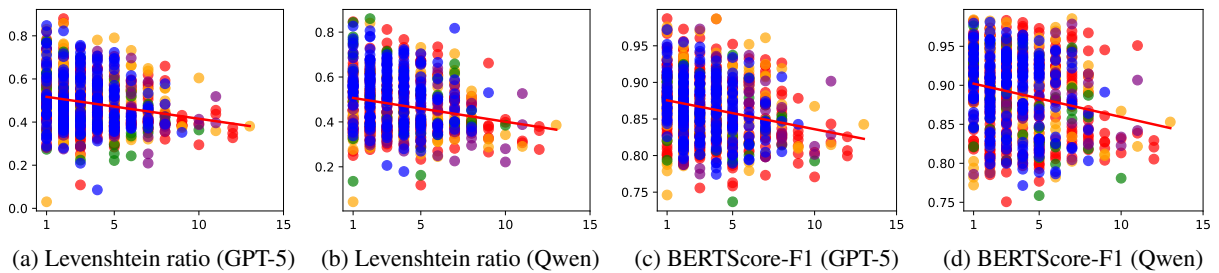 0.8
0.6
0.4
0.2
0.0
1 5 10 15
(a) Levenshtein ratio (GPT-5)
0.8
0.6
0.4
0.2
1 5 10 15
(b) Levenshtein ratio (Qwen)
0.95
0.90
0.85
0.80
0.75
1 5 10 15
(c) BERTScore-F1 (GPT-5)
0.95
0.90
0.85
0.80
0.75
1 5 10 15
(d) BERTScore-F1 (Qwen)